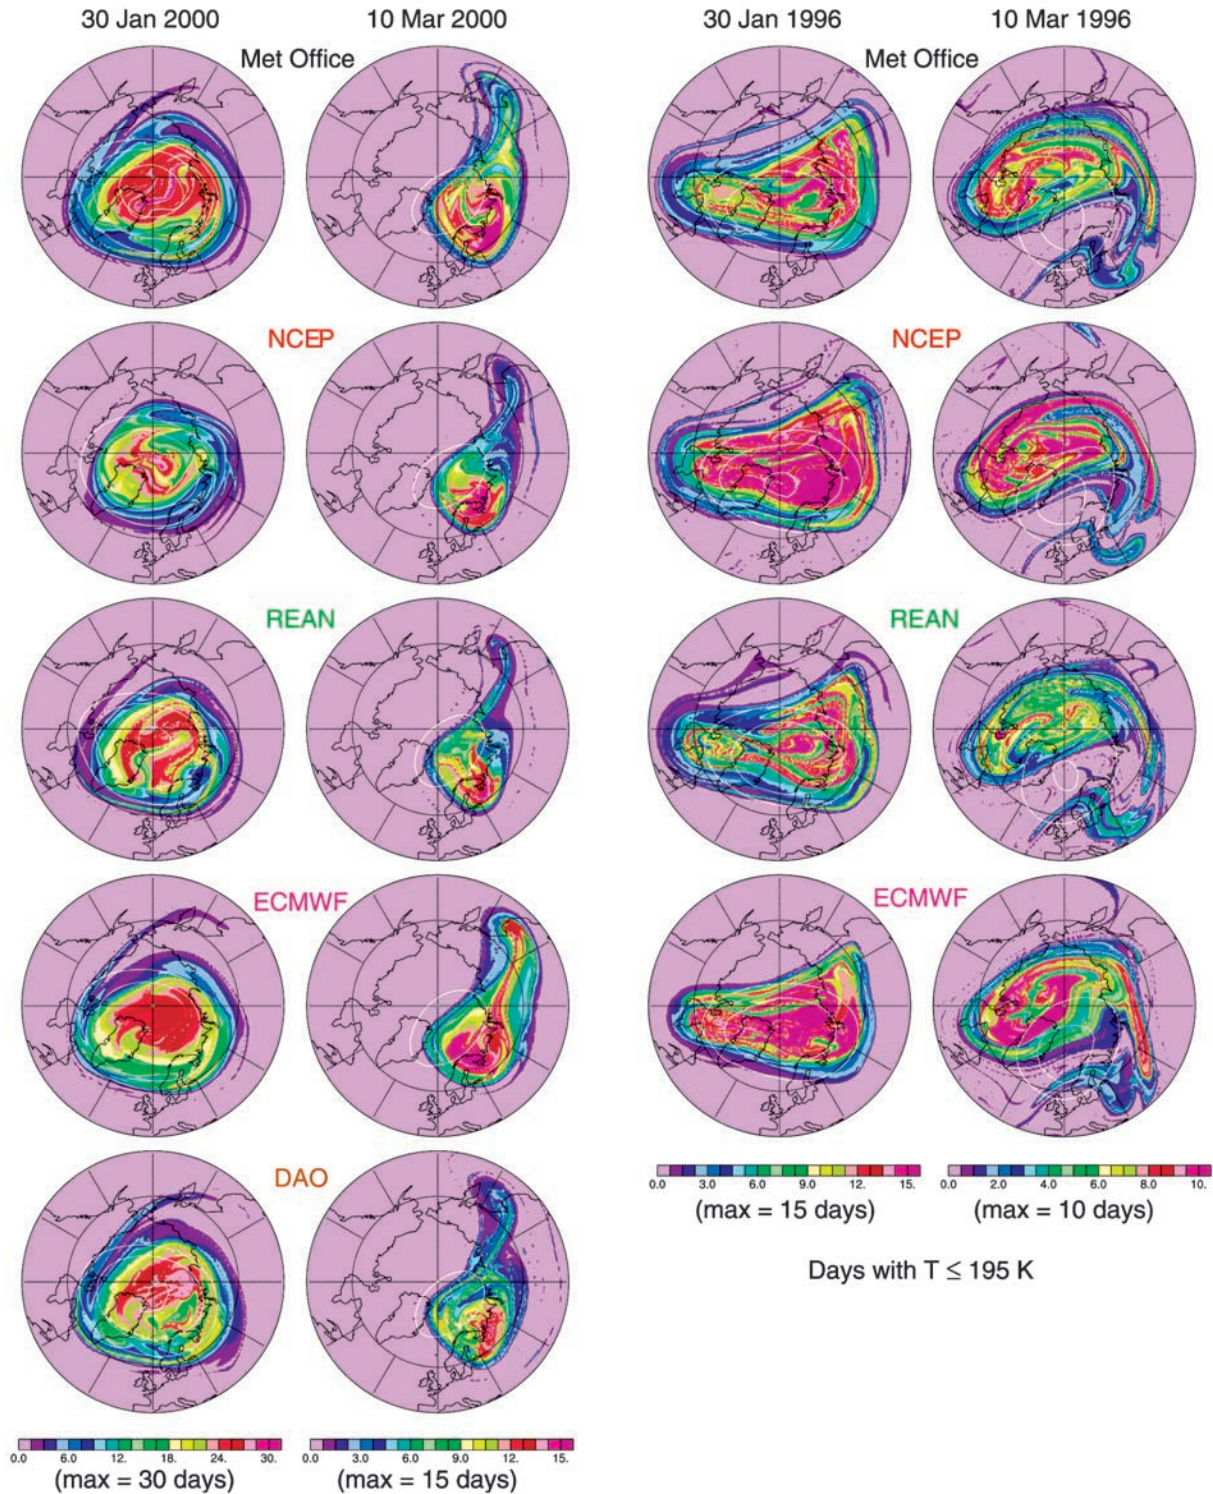 30 Jan 2000 10 Mar 2000 30 Jan 1996 10 Mar 1996
Met Office Met Office
NCEP NCEP
REAN REAN
ECMWF ECMWF
DAO
0.0 3.0 6.0 9.0 12. 15. 0.0 2.0 4.0 6.0 8.0 10.
(max = 15 days) (max = 10 days)
Days with T ≤ 195 K
0.0 6.0 12. 18. 24. 30. 0.0 3.0 6.0 9.0 12. 15.
(max = 30 days) (max = 15 days)